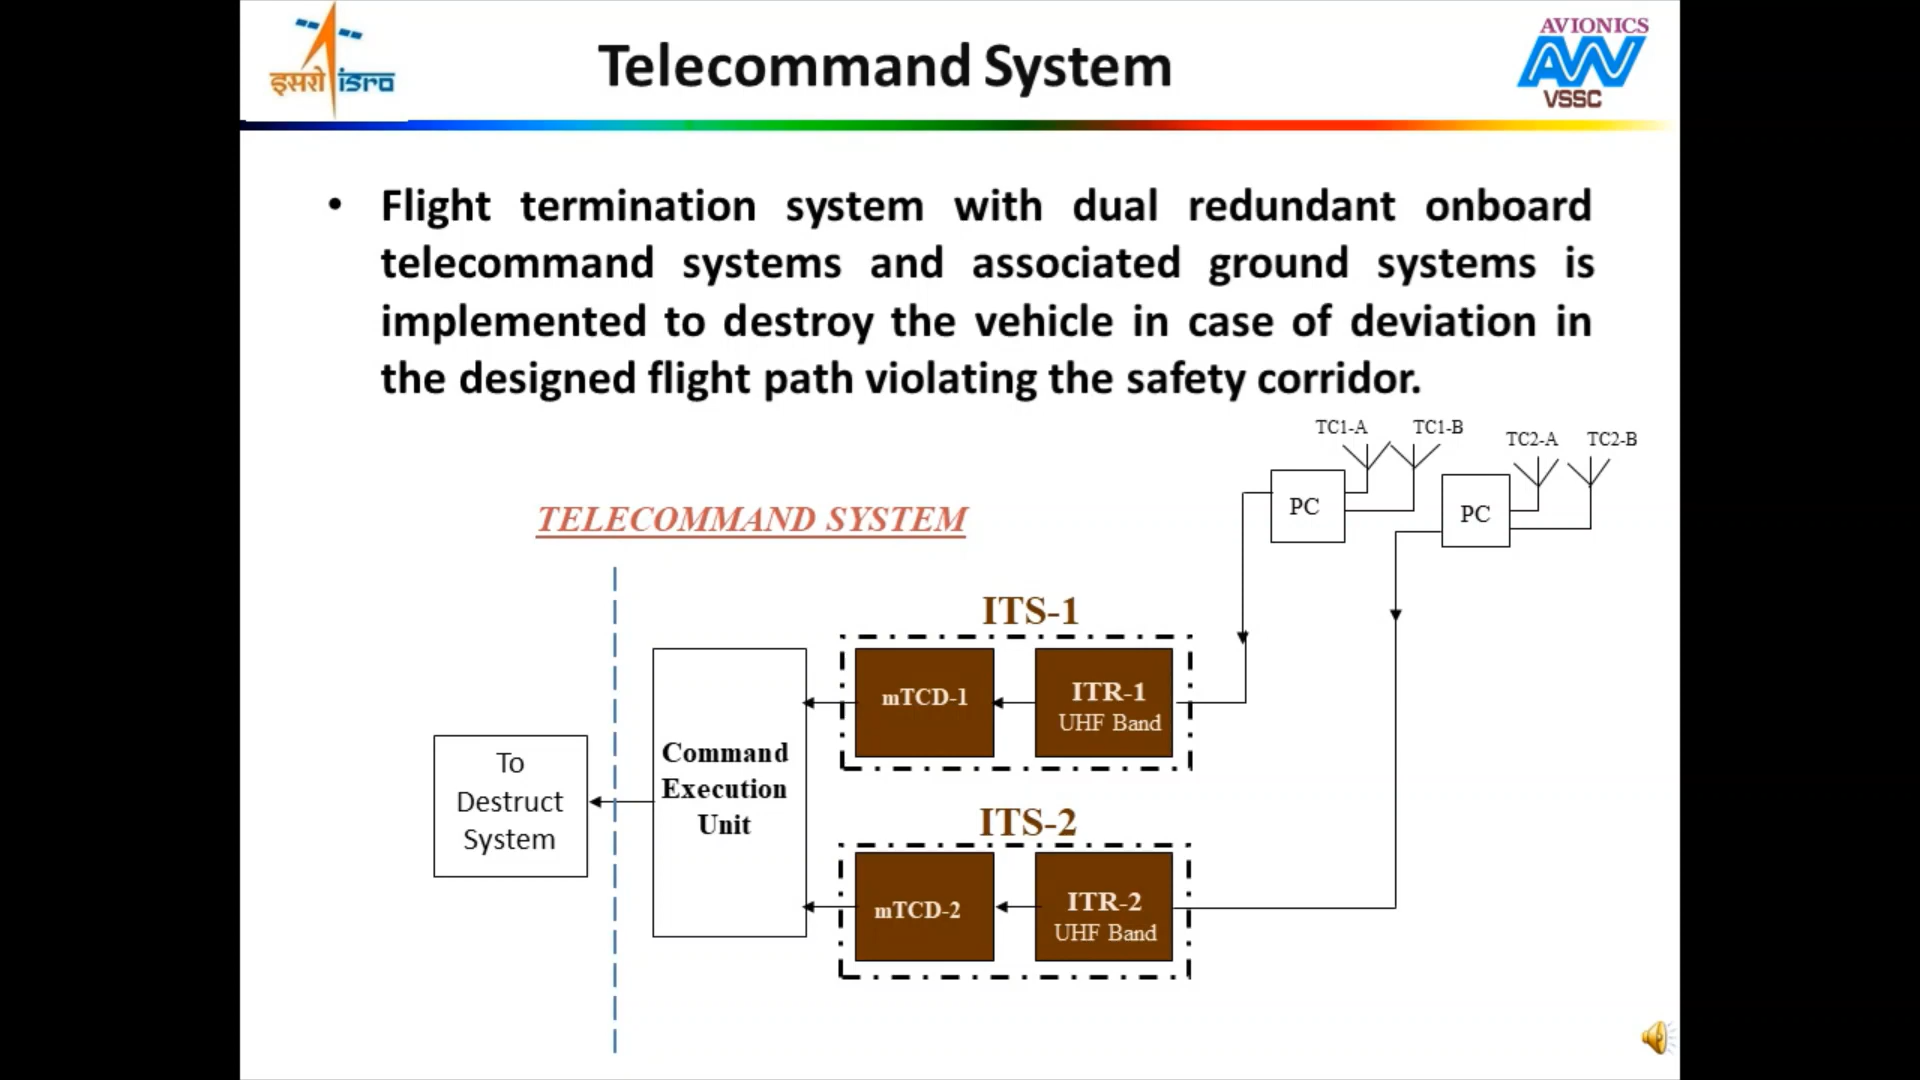 इसरो isro
Telecommand System
AVIONICS
AW
VSSC
• Flight termination system with dual redundant onboard
telecommand systems and associated ground systems is
implemented to destroy the vehicle in case of deviation in
the designed flight path violating the safety corridor.
TC1-A TC1-B TC2-A TC2-B
PC
PC
TELECOMMAND SYSTEM
ITS-1
mTCD-1
ITR-1
UHF Band
Command
Execution
Unit
To
Destruct
System
ITS-2
mTCD-2
ITR-2
UHF Band